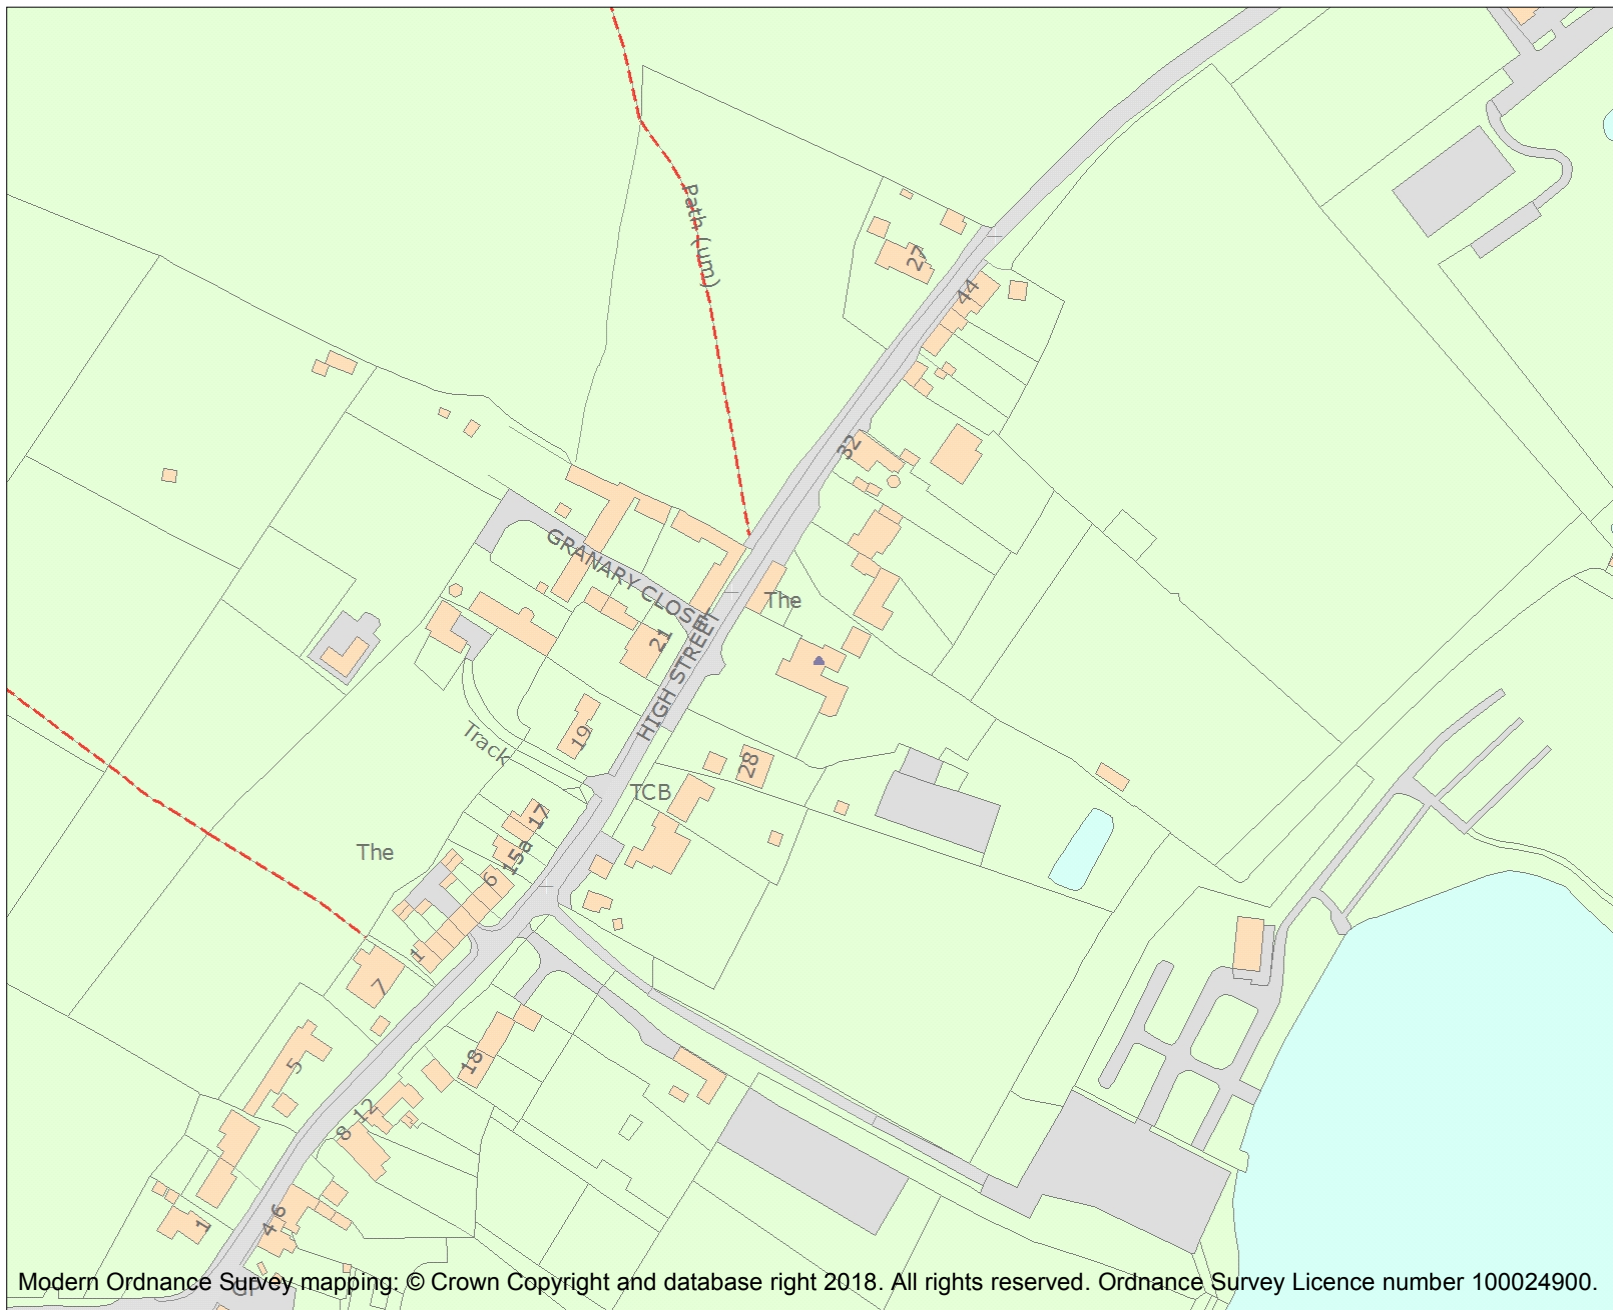 Path (um)
27
44
32
GRANARY CLOSE
The
21
HIGH STREET
19
Track
28
TCB
17
The
15a
6
1
7
5
18
12
8
4 6
1
Modern Ordnance Survey mapping: © Crown Copyright and database right 2018. All rights reserved. Ordnance Survey Licence number 100024900.